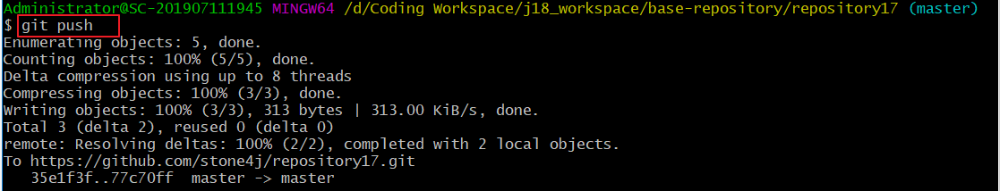 Administrator@SC-201907111945 MINGW64 /d/Coding Workspace/j18_workspace/base-repository/repository17 (master)
$ git push
Enumerating objects: 5, done.
Counting objects: 100% (5/5), done.
Delta compression using up to 8 threads
Compressing objects: 100% (3/3), done.
Writing objects: 100% (3/3), 313 bytes | 313.00 KiB/s, done.
Total 3 (delta 2), reused 0 (delta 0)
remote: Resolving deltas: 100% (2/2), completed with 2 local objects.
To https://github.com/stone4j/repository17.git
   35e1f3f..77c70ff  master -> master